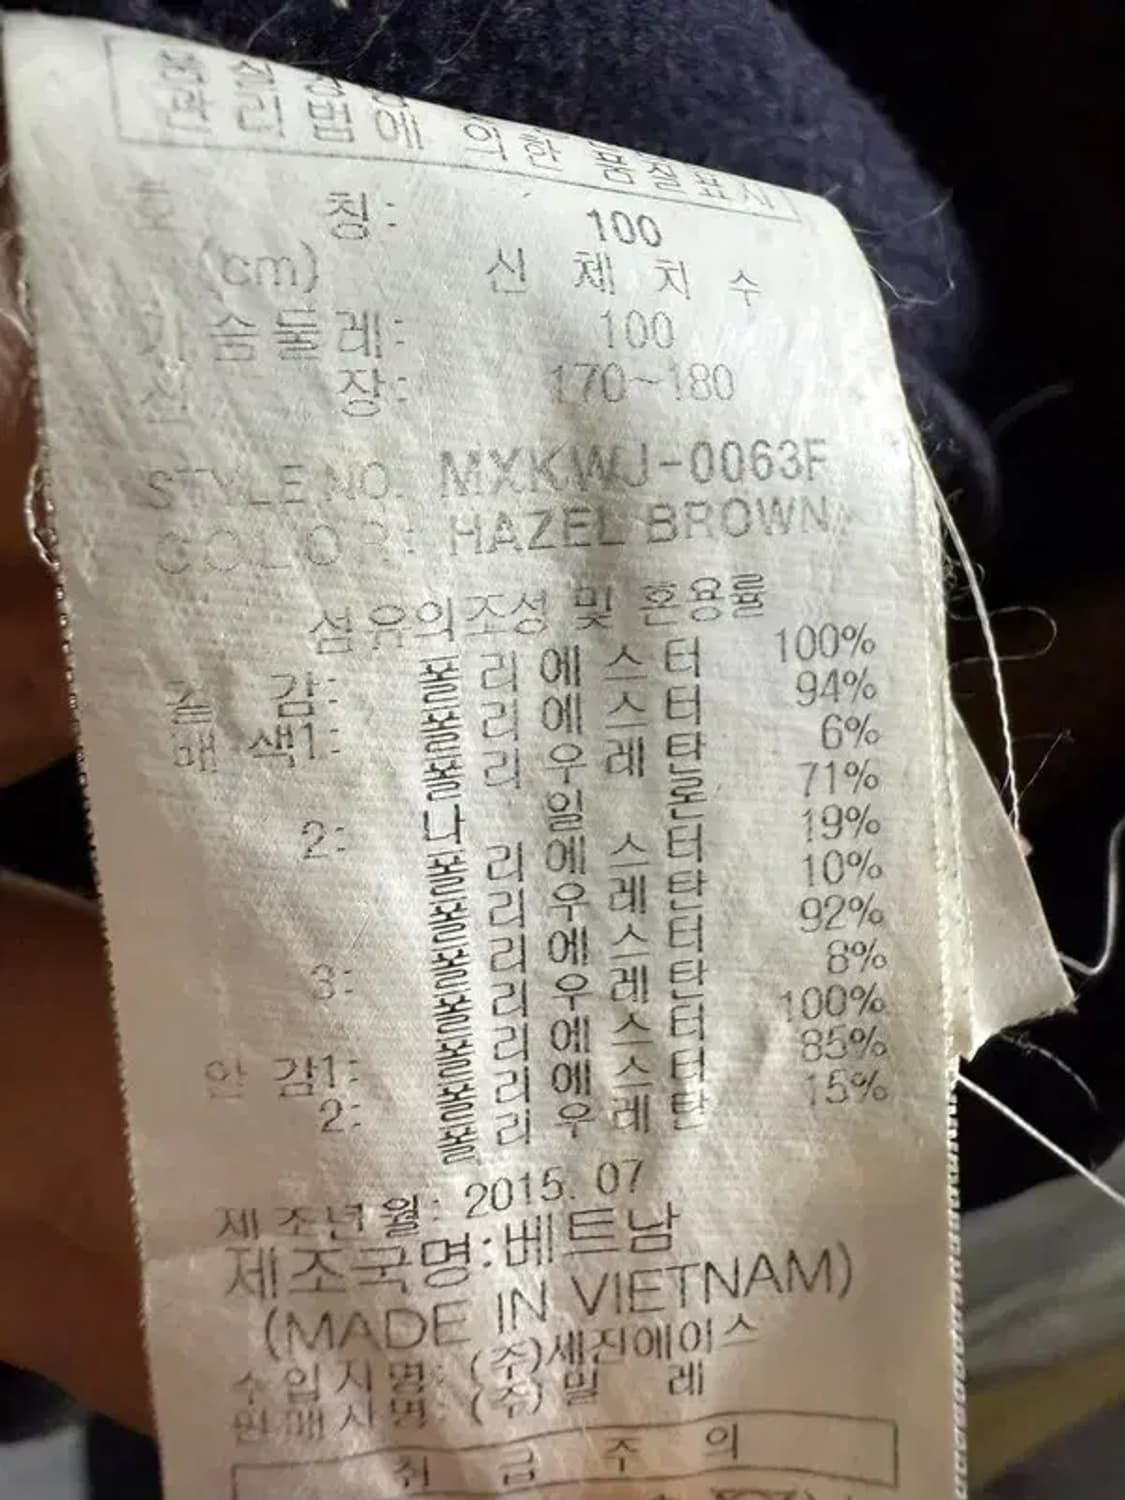 관리법에 의한 품질표시
호 칭: 100
(cm) 신 체 치 수
가슴둘레: 100
신 장: 170~180
STYLE NO. MXKWJ-0063F
COLOR: HAZEL BROWN
섬유의조성 및 혼용률
겉 감: 폴리에스터 100%
배 색1: 폴리에스터 94%
폴리우레탄 6%
2: 나일론 71%
폴리에스터 19%
폴리우레탄 10%
3: 폴리에스터 92%
폴리우레탄 8%
안 감1: 폴리에스터 100%
2: 폴리에스터 85%
폴리우레탄 15%
제조년월: 2015. 07
제조국명:베트남
(MADE IN VIETNAM)
수입자명: (주)세진에이스
판매자명: (주)밀 레
취 급 주 의